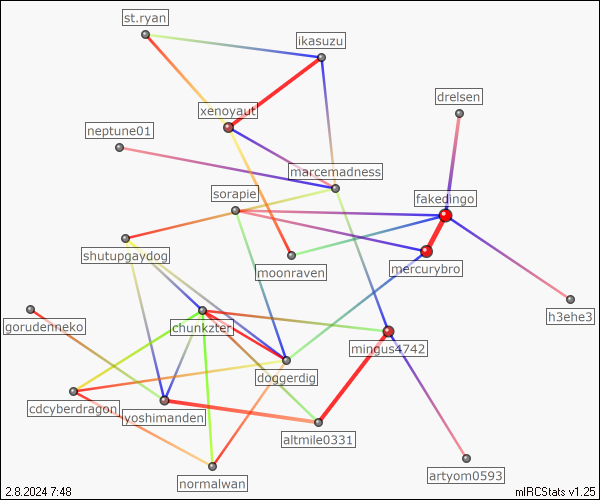 st.ryan
ikasuzu
drelsen
xenoyaut
neptune01
marcemadness
sorapie
fakedingo
shutupgaydog
moonraven
mercurybro
gorudenneko
chunkzter
h3ehe3
mingus4742
doggerdig
cdcyberdragon
yoshimanden
altmile0331
normalwan
artyom0593
2.8.2024 7:48
mIRCStats v1.25